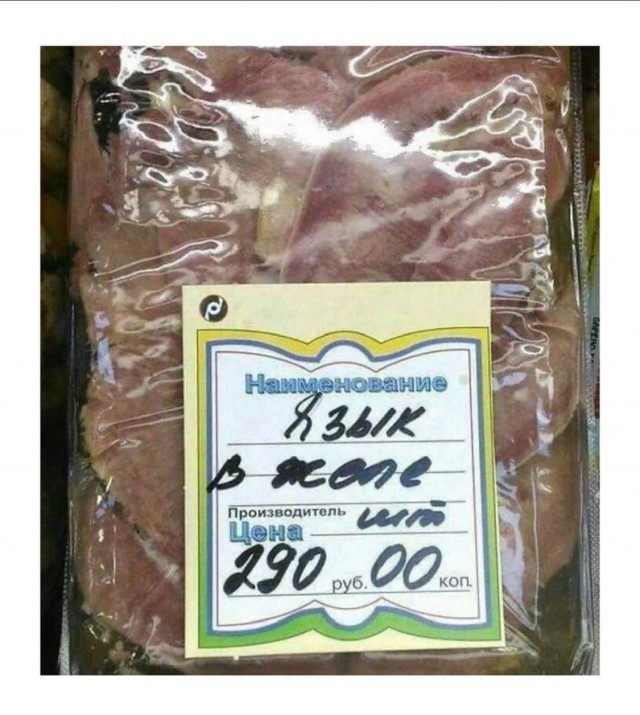 Наименование
Язык
в желе
Производитель шт
Цена
290 руб. 00 коп.